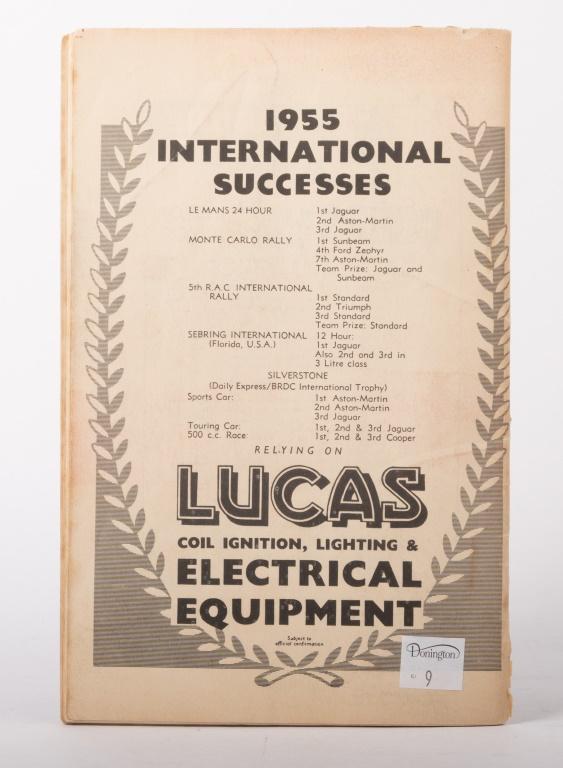 1955
INTERNATIONAL
SUCCESSES
LE MANS 24 HOUR 1st Jaguar
2nd Aston-Martin
3rd Jaguar
MONTE CARLO RALLY 1st Sunbeam
4th Ford Zephyr
7th Aston-Martin
Team Prize: Jaguar and
Sunbeam
5th R.A.C. INTERNATIONAL
RALLY 1st Standard
2nd Triumph
3rd Standard
Team Prize: Standard
SEBRING INTERNATIONAL 12 Hour:
(Florida, U.S.A.) 1st Jaguar
Also 2nd and 3rd in
3 Litre class
SILVERSTONE
(Daily Express/BRDC International Trophy)
Sports Car: 1st Aston-Martin
2nd Aston-Martin
3rd Jaguar
Touring Car: 1st, 2nd & 3rd Jaguar
500 c.c. Race: 1st, 2nd & 3rd Cooper
RELYING ON
LUCAS
COIL IGNITION, LIGHTING &
ELECTRICAL
EQUIPMENT
Subject to
official confirmation
Donington
9